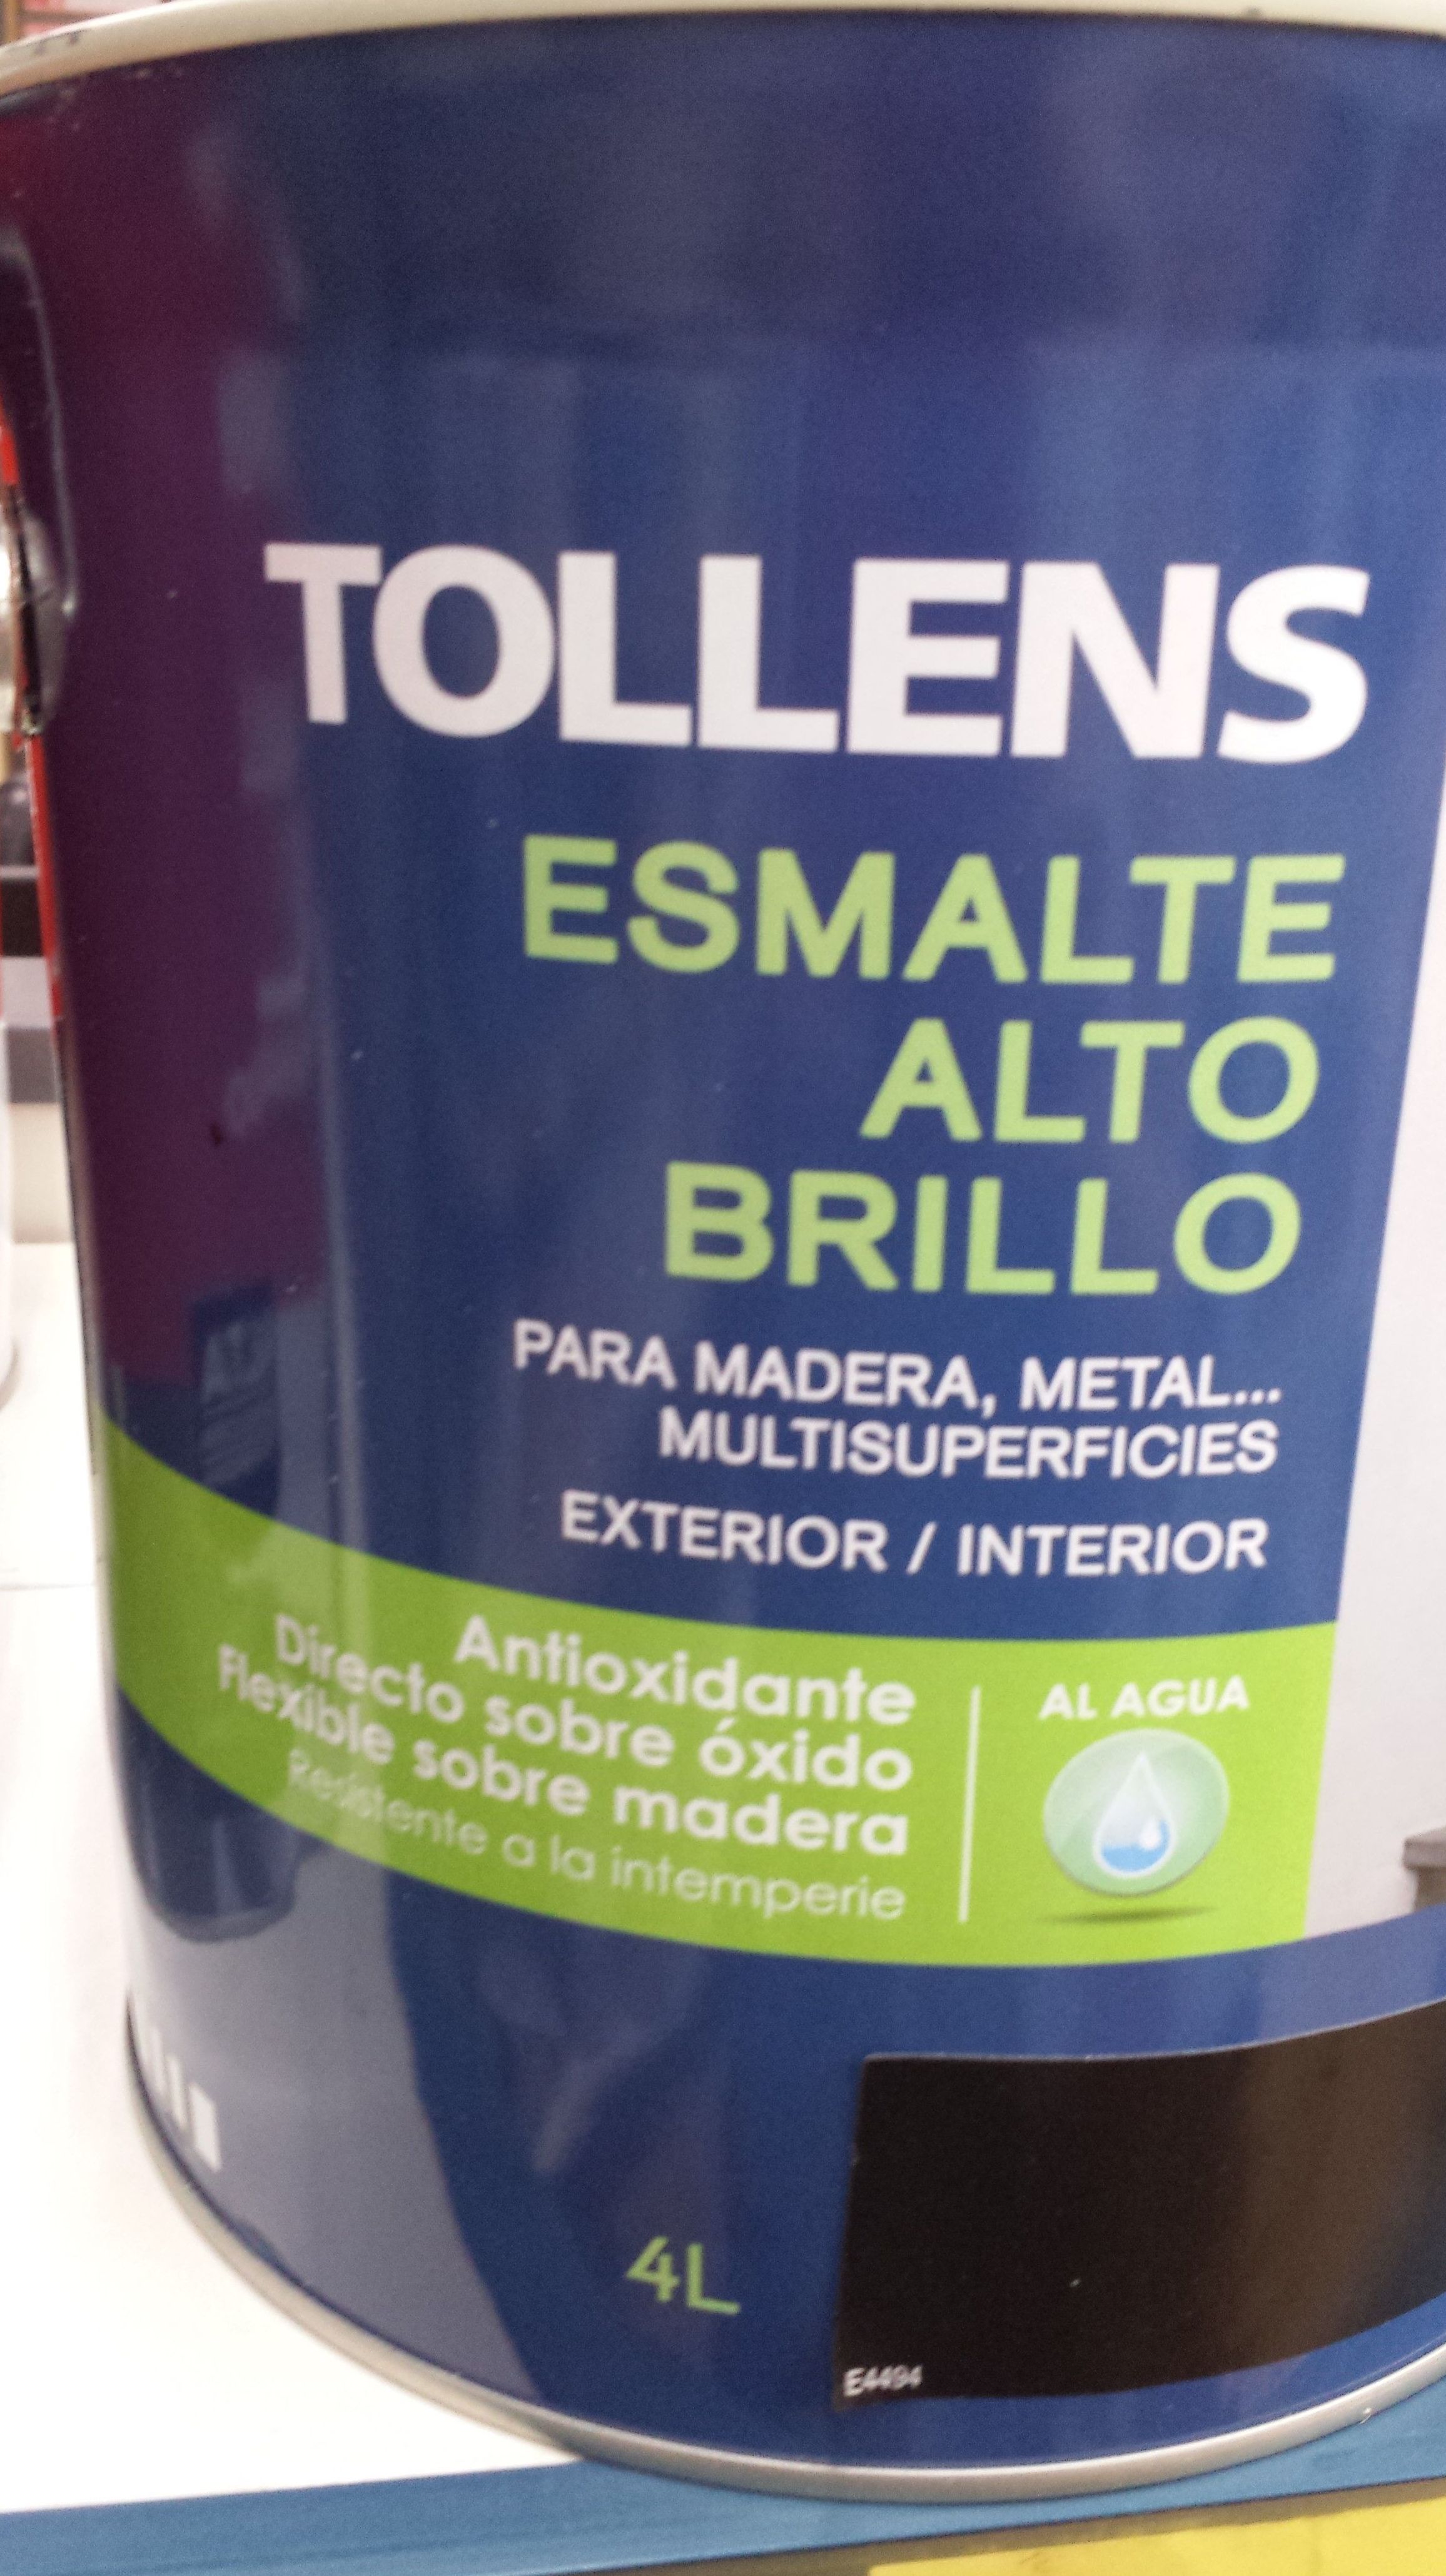 TOLLENS
ESMALTE
ALTO
BRILLO
PARA MADERA, METAL...
MULTISUPERFICIES
EXTERIOR / INTERIOR
Antioxidante
Directo sobre óxido
Flexible sobre madera
Resistente a la intemperie
AL AGUA
4L
E4494